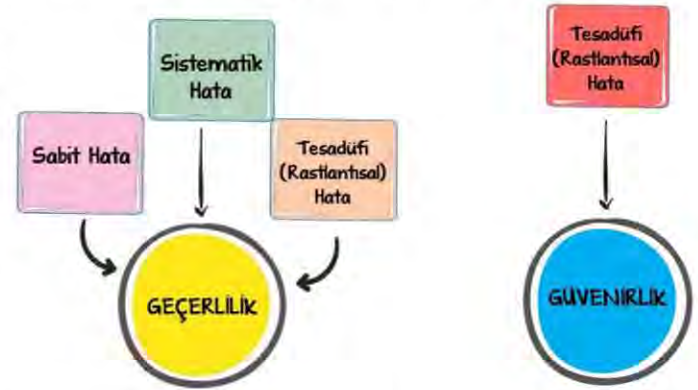 Sistematik
Hata
Sabit Hata
Tesadüfi
(Rastlantısal)
Hata
GEÇERLİLİK
Tesadüfi
(Rastlantısal)
Hata
GÜVENİRLİK